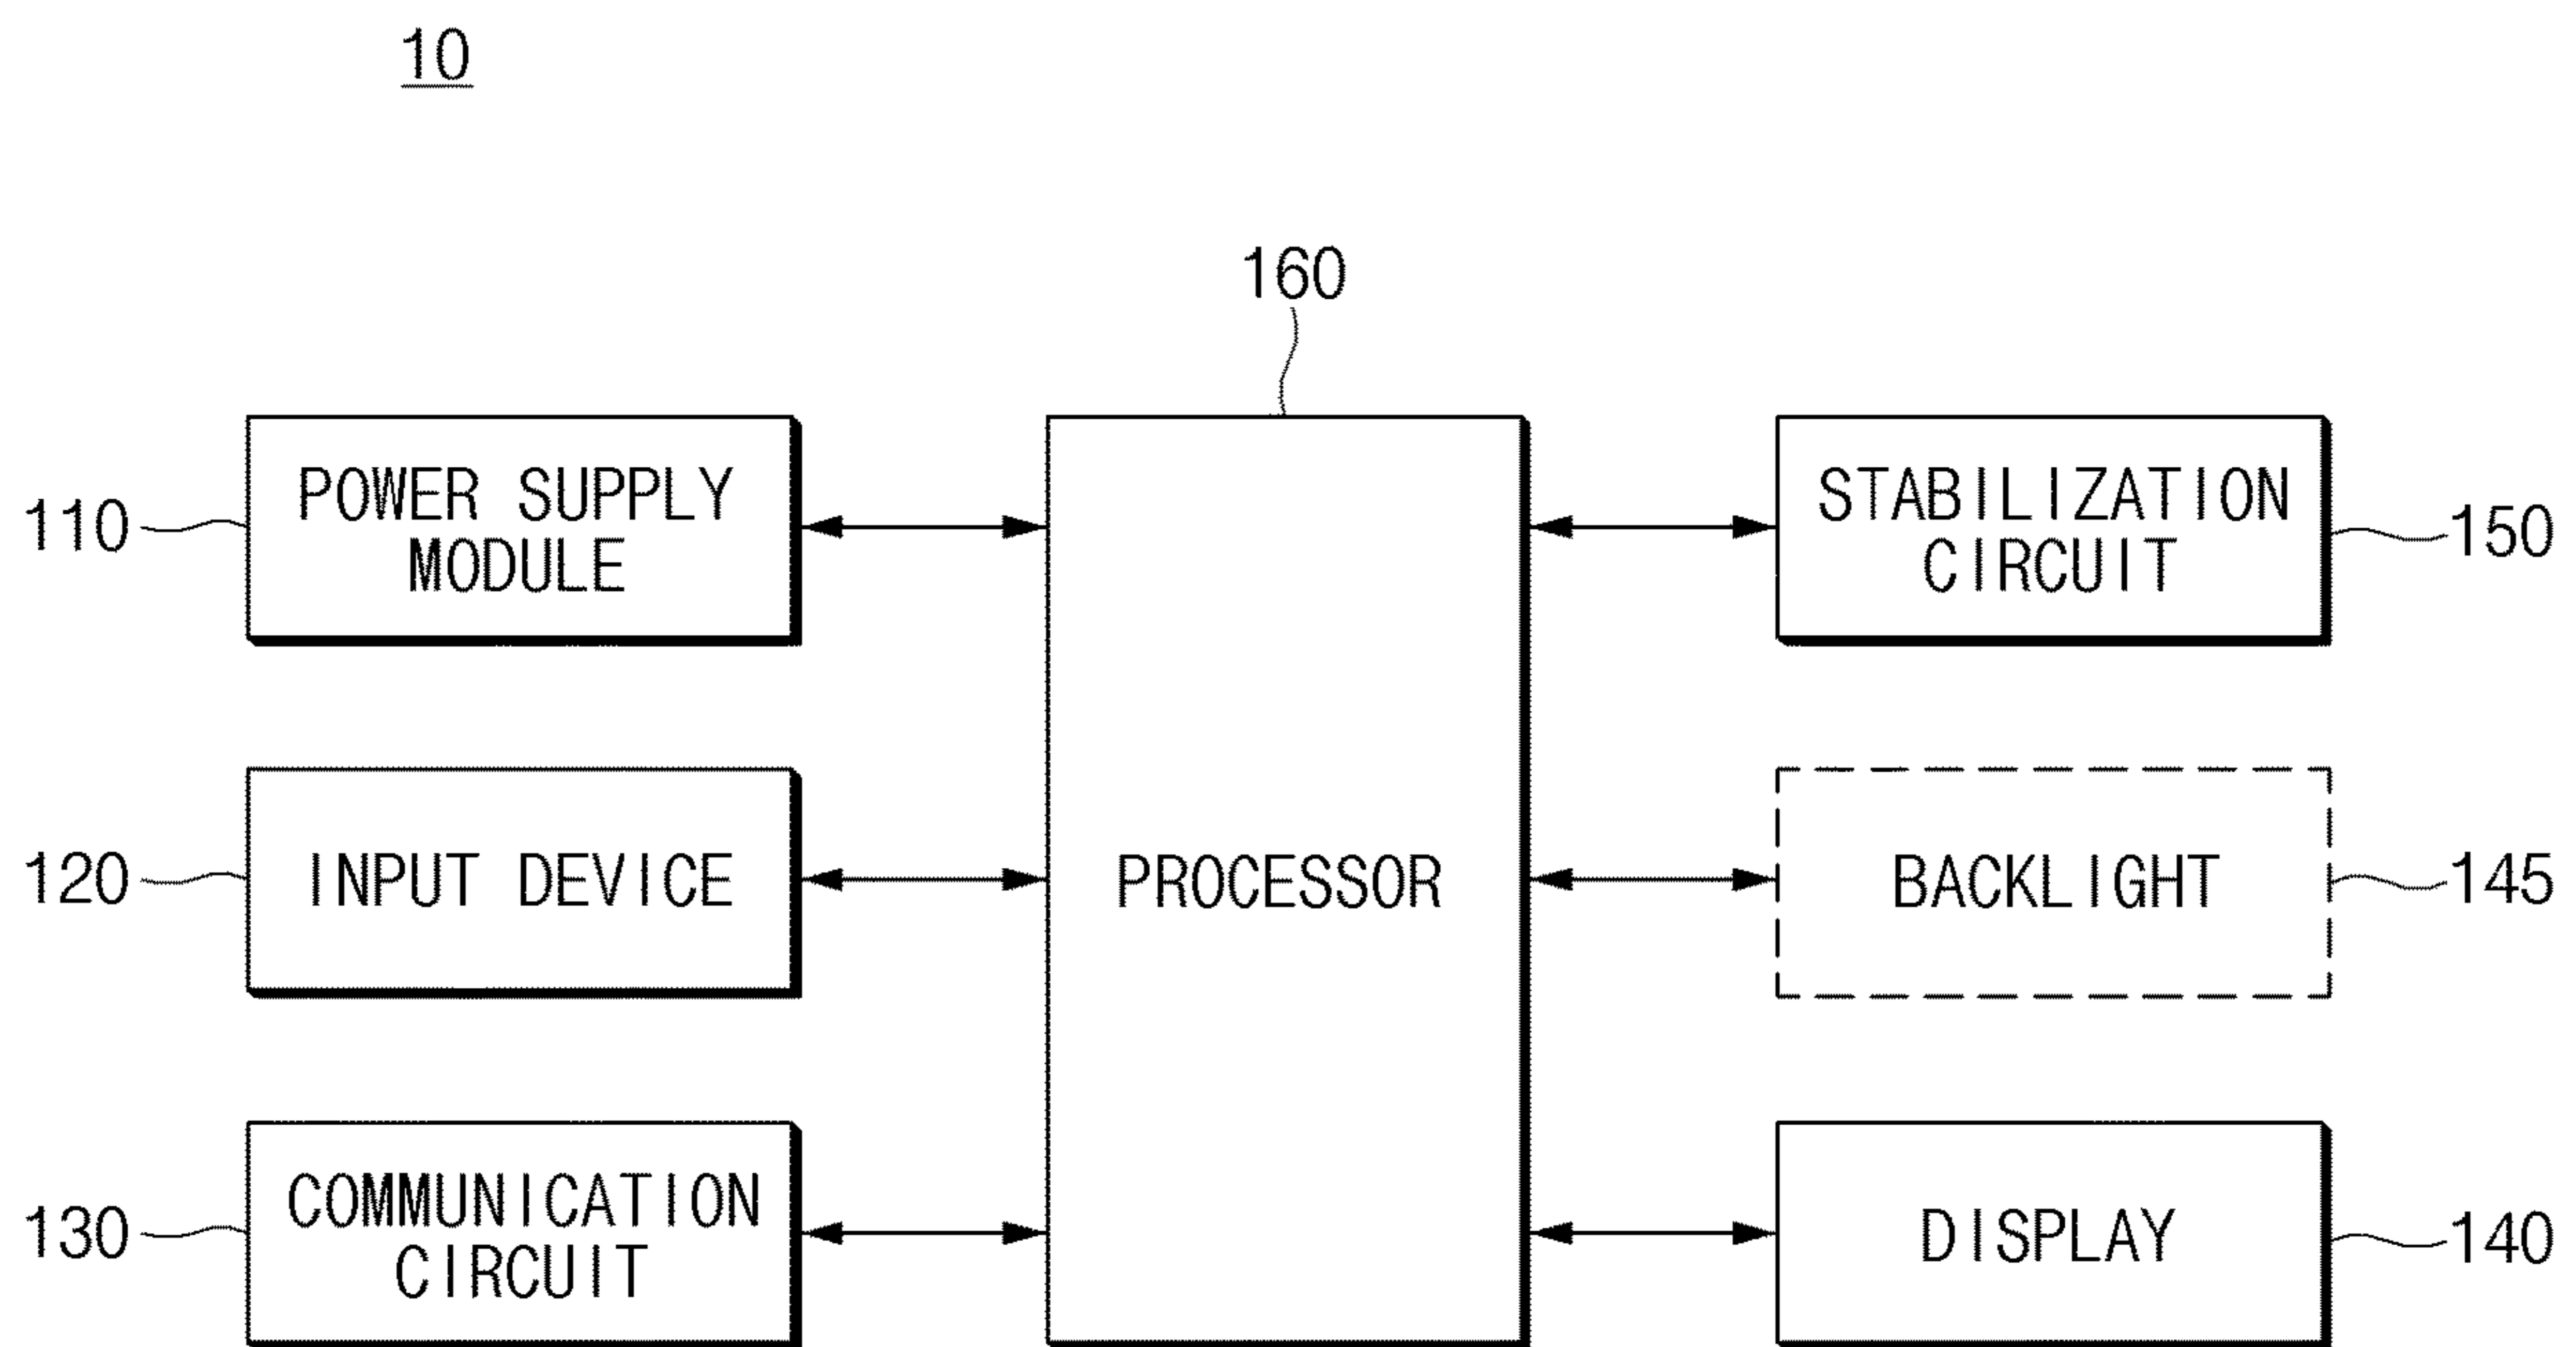 10
160
110
POWER SUPPLY
MODULE
STABILIZATION
CIRCUIT
150
120
INPUT DEVICE
PROCESSOR
BACKLIGHT
145
130
COMMUNICATION
CIRCUIT
DISPLAY
140